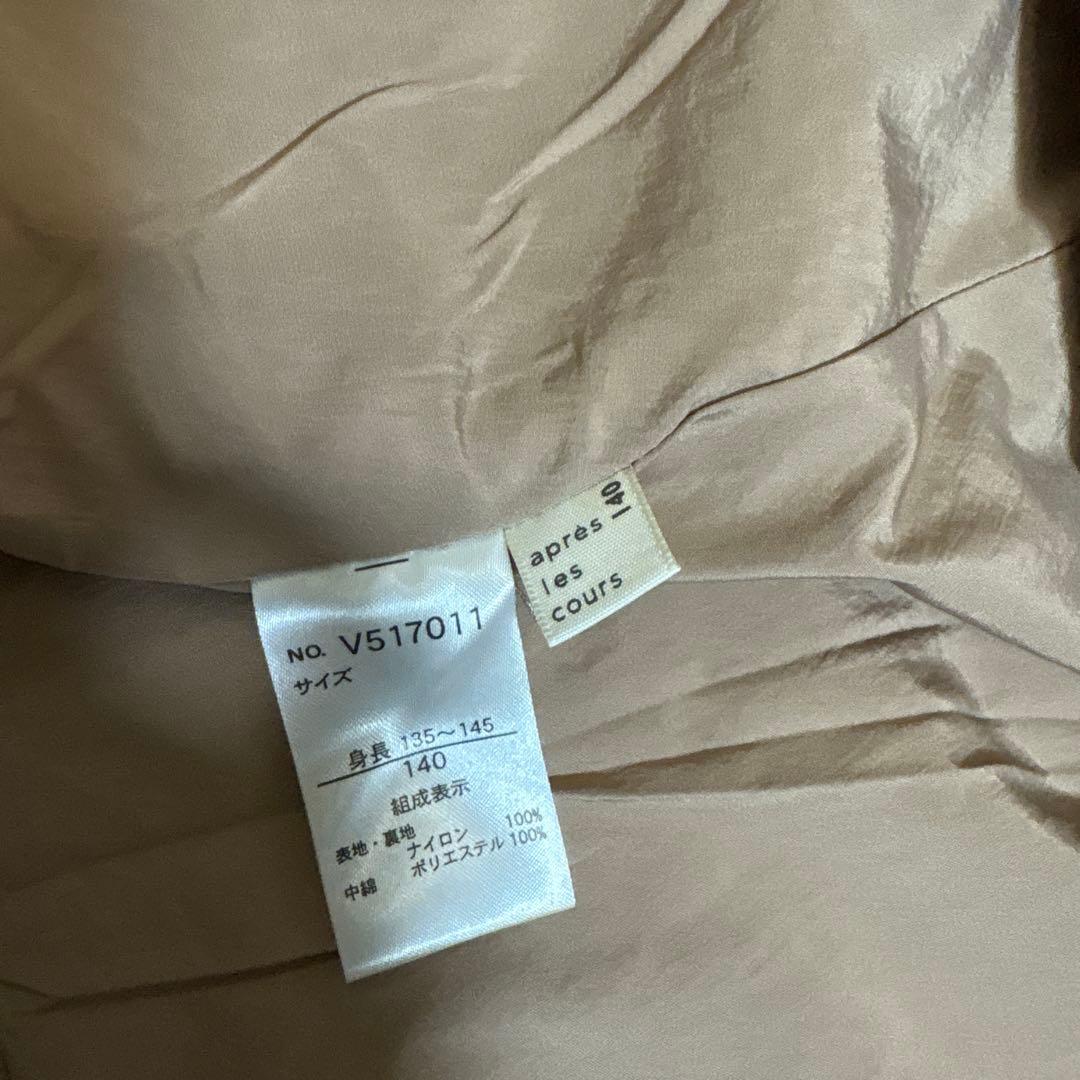 140
après
les
cours
NO. V517011
サイズ
身長 135～145
140
組成表示
表地・裏地 ナイロン 100%
中綿 ポリエステル 100%